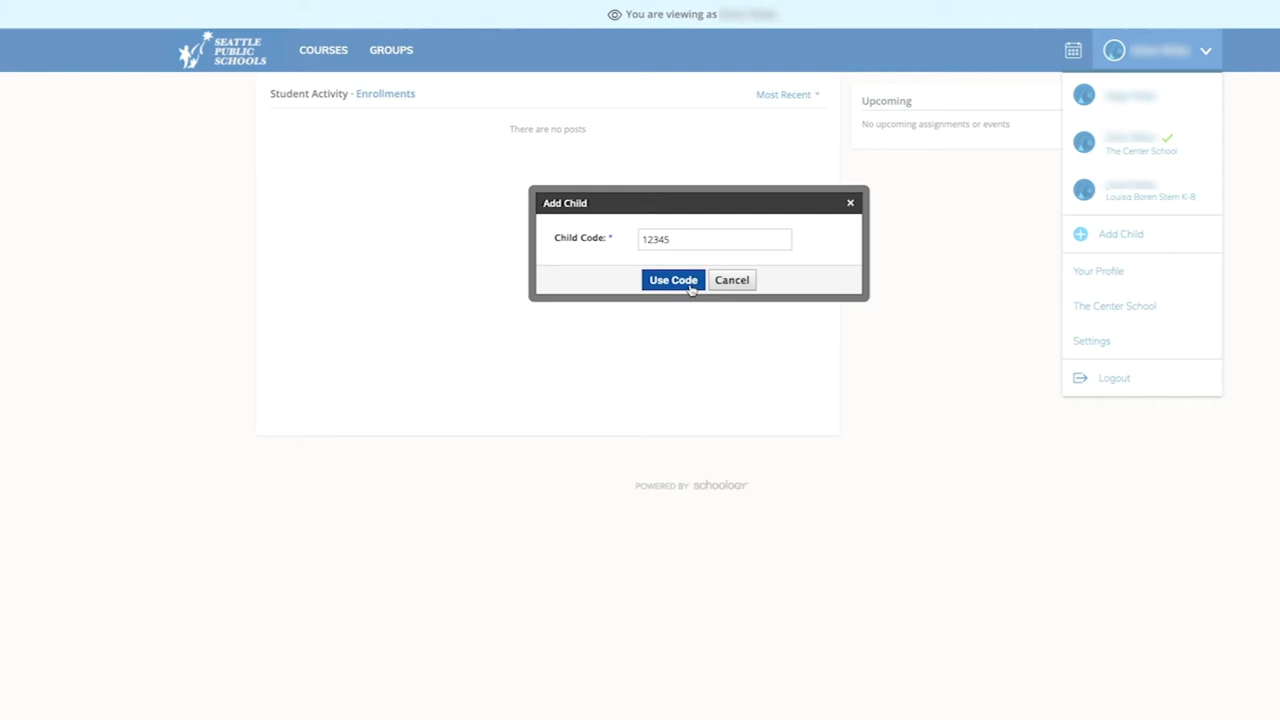 You are viewing as
SEATTLE
PUBLIC
SCHOOLS
COURSES
GROUPS
Student Activity · Enrollments
Most Recent
There are no posts
Upcoming
No upcoming assignments or events
The Center School
Louisa Boren Stem K-8
Add Child
Your Profile
The Center School
Settings
Logout
Add Child
×
Child Code: *
12345
Use Code
Cancel
POWERED BY schoology